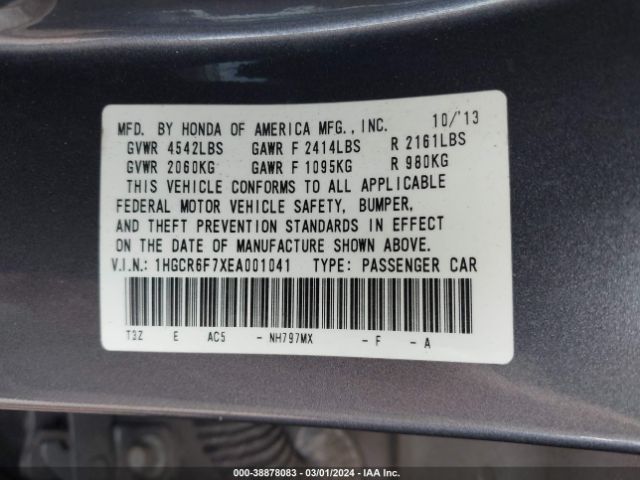 MFD. BY HONDA OF AMERICA MFG., INC. 10/'13
GVWR 4542LBS GAWR F 2414LBS R 2161LBS
GVWR 2060KG GAWR F 1095KG R 980KG
THIS VEHICLE CONFORMS TO ALL APPLICABLE
FEDERAL MOTOR VEHICLE SAFETY, BUMPER,
AND THEFT PREVENTION STANDARDS IN EFFECT
ON THE DATE OF MANUFACTURE SHOWN ABOVE.
V.I.N.: 1HGCR6F7XEA001041 TYPE: PASSENGER CAR
T3Z E AC5 - NH797MX - F - A
000-38878083 - 03/01/2024 - IAA Inc.